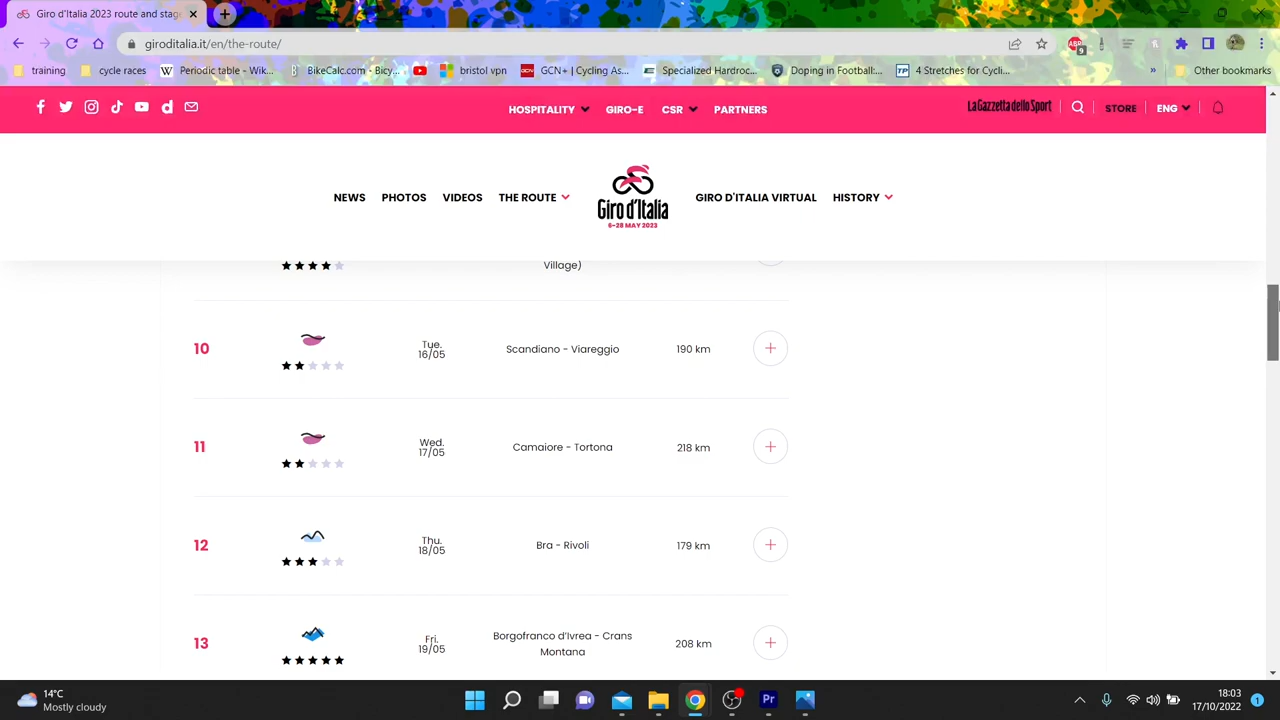 Giro d'Italia 2023 route and stag
giroditalia.it/en/the-route/
ABP
9
training
cycle races
Periodic table - Wik...
BikeCalc.com - Bicy...
bristol vpn
GCN+ | Cycling As...
Specialized Hardroc...
Doping in Football:...
TP
4 Stretches for Cycli...
»
Other bookmarks
HOSPITALITY
GIRO-E
CSR
PARTNERS
La Gazzetta dello Sport
STORE
ENG
NEWS
PHOTOS
VIDEOS
THE ROUTE
Giro d'Italia
6-28 MAY 2023
GIRO D'ITALIA VIRTUAL
HISTORY
Village)
10
Tue.
16/05
Scandiano - Viareggio
190 km
11
Wed.
17/05
Camaiore - Tortona
218 km
12
Thu.
18/05
Bra - Rivoli
179 km
13
Fri.
19/05
Borgofranco d'Ivrea - Crans
Montana
208 km
14°C
Mostly cloudy
Pr
18:03
17/10/2022
1